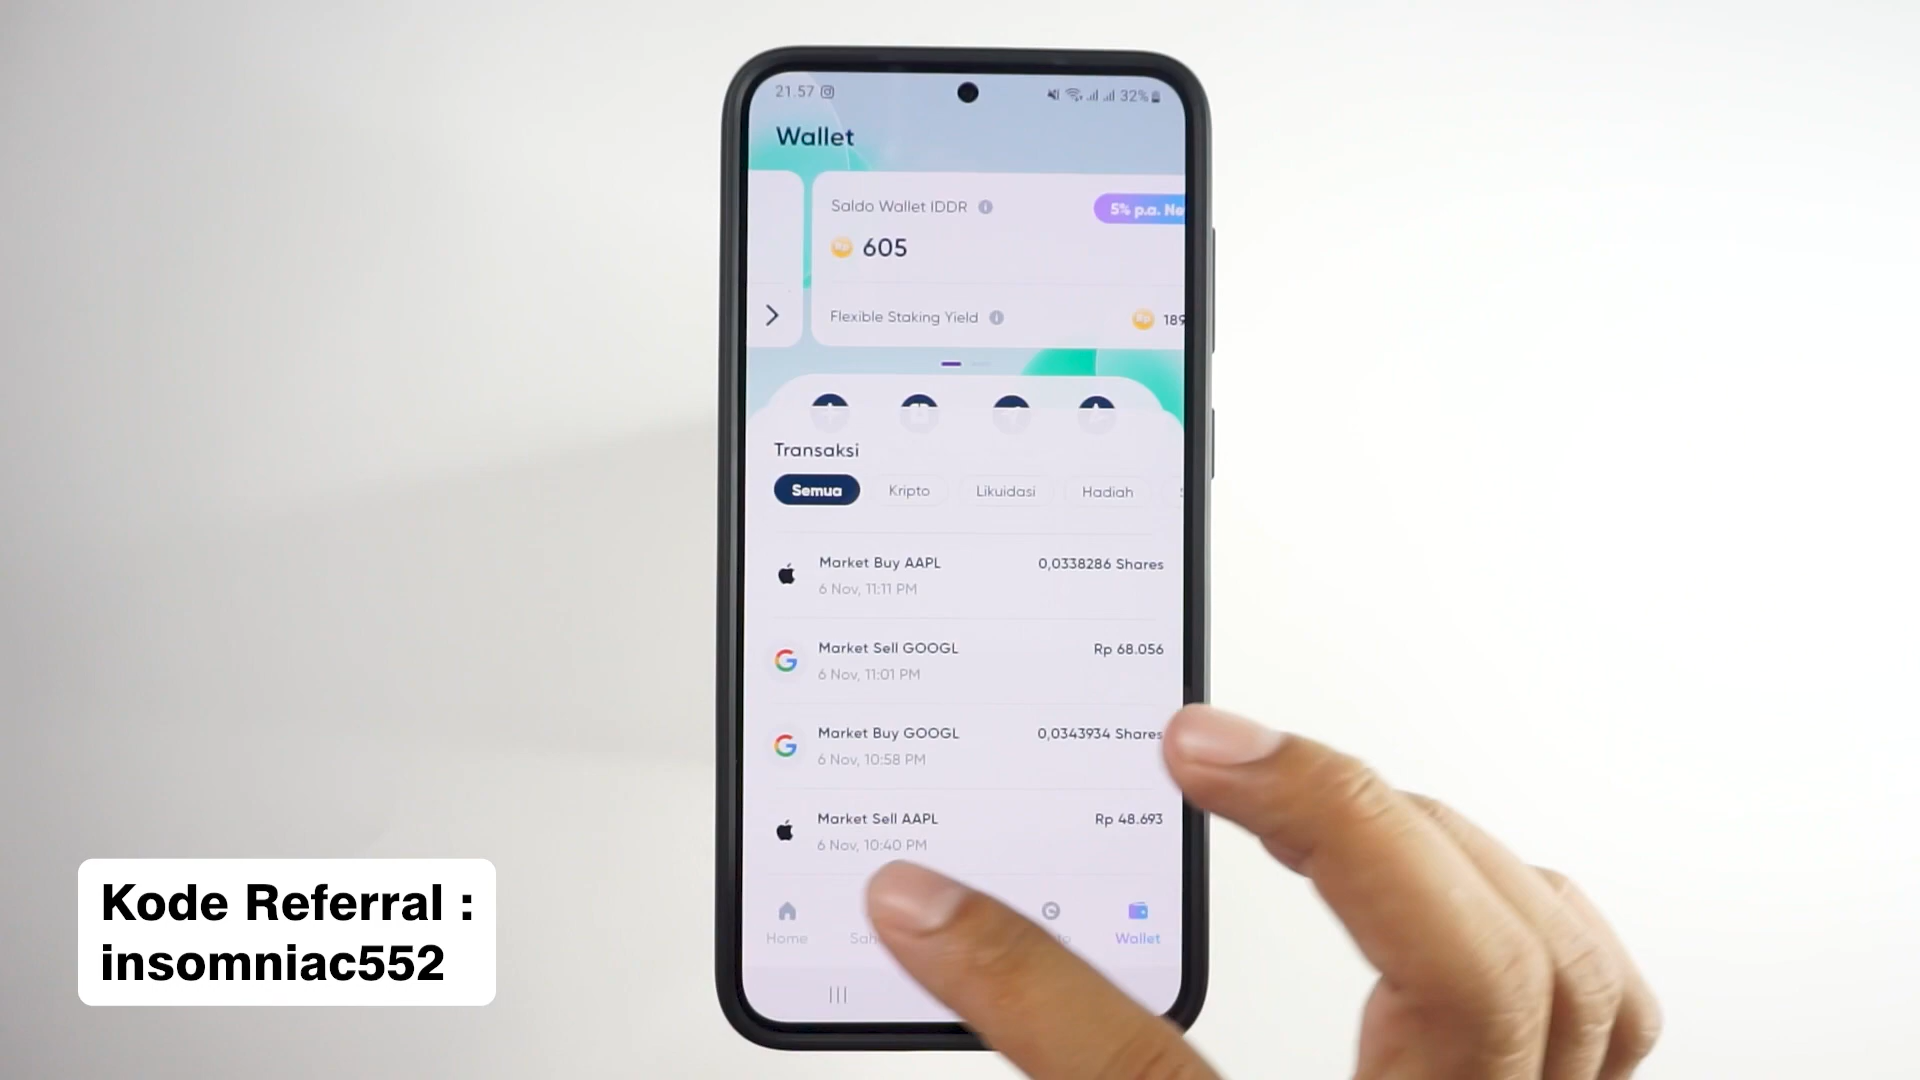 21.57
32%
Wallet
Saldo Wallet IDDR
5% p.a.
Rp 605
Flexible Staking Yield
Rp 189
Transaksi
Semua Kripto Likuidasi Hadiah
Market Buy AAPL 0,0338286 Shares
6 Nov, 11:11 PM
Market Sell GOOGL Rp 68.056
6 Nov, 11:01 PM
Market Buy GOOGL 0,0343934 Shares
6 Nov, 10:58 PM
Market Sell AAPL Rp 48.693
6 Nov, 10:40 PM
Home Wallet
Kode Referral :
insomniac552